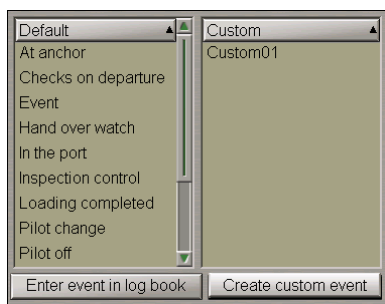 Default
At anchor
Checks on departure
Event
Hand over watch
In the port
Inspection control
Loading completed
Pilot change
Pilot off
Custom
Custom01
Enter event in log book
Create custom event